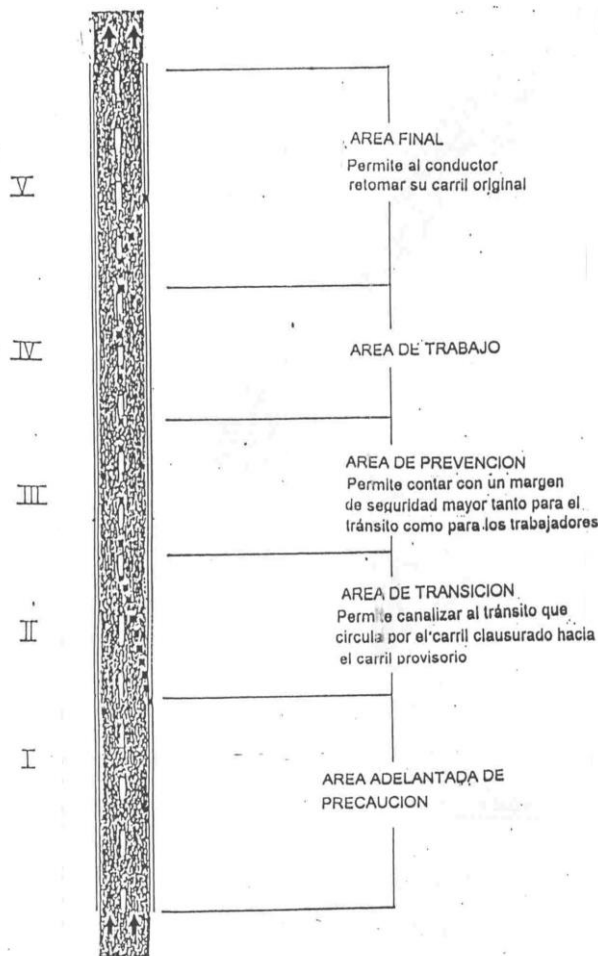 V
AREA FINAL
Permite al conductor
retomar su carril original
IV
AREA DE TRABAJO
III
AREA DE PREVENCION
Permite contar con un margen
de seguridad mayor tanto para el
tránsito como para los trabajadores
II
AREA DE TRANSICION
Permite canalizar al tránsito que
circula por el carril clausurado hacia
el carril provisorio
I
AREA ADELANTADA DE
PRECAUCION